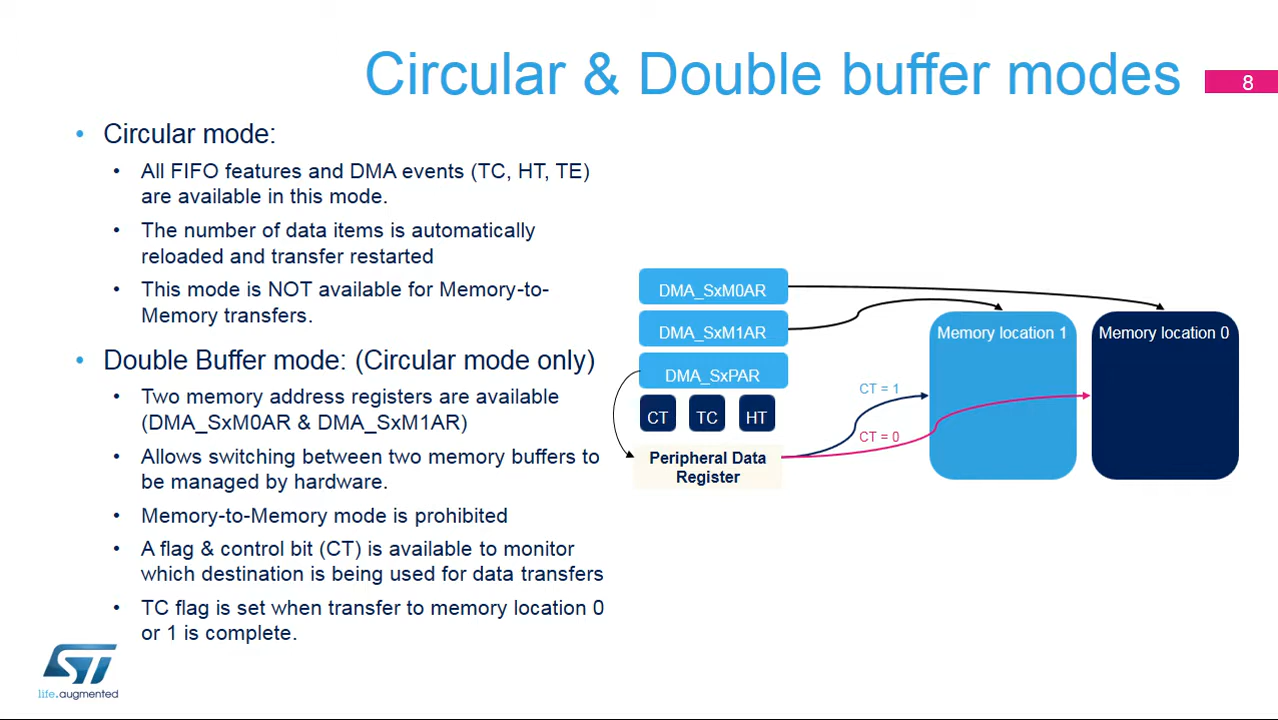 Circular & Double buffer modes
8
• Circular mode:
• All FIFO features and DMA events (TC, HT, TE)
are available in this mode.
• The number of data items is automatically
reloaded and transfer restarted
• This mode is NOT available for Memory-to-
Memory transfers.
• Double Buffer mode: (Circular mode only)
• Two memory address registers are available
(DMA_SxM0AR & DMA_SxM1AR)
• Allows switching between two memory buffers to
be managed by hardware.
• Memory-to-Memory mode is prohibited
• A flag & control bit (CT) is available to monitor
which destination is being used for data transfers
• TC flag is set when transfer to memory location 0
or 1 is complete.
DMA_SxM0AR
DMA_SxM1AR
DMA_SxPAR
CT
TC
HT
Peripheral Data
Register
CT = 1
CT = 0
Memory location 1
Memory location 0
ST
life.augmented